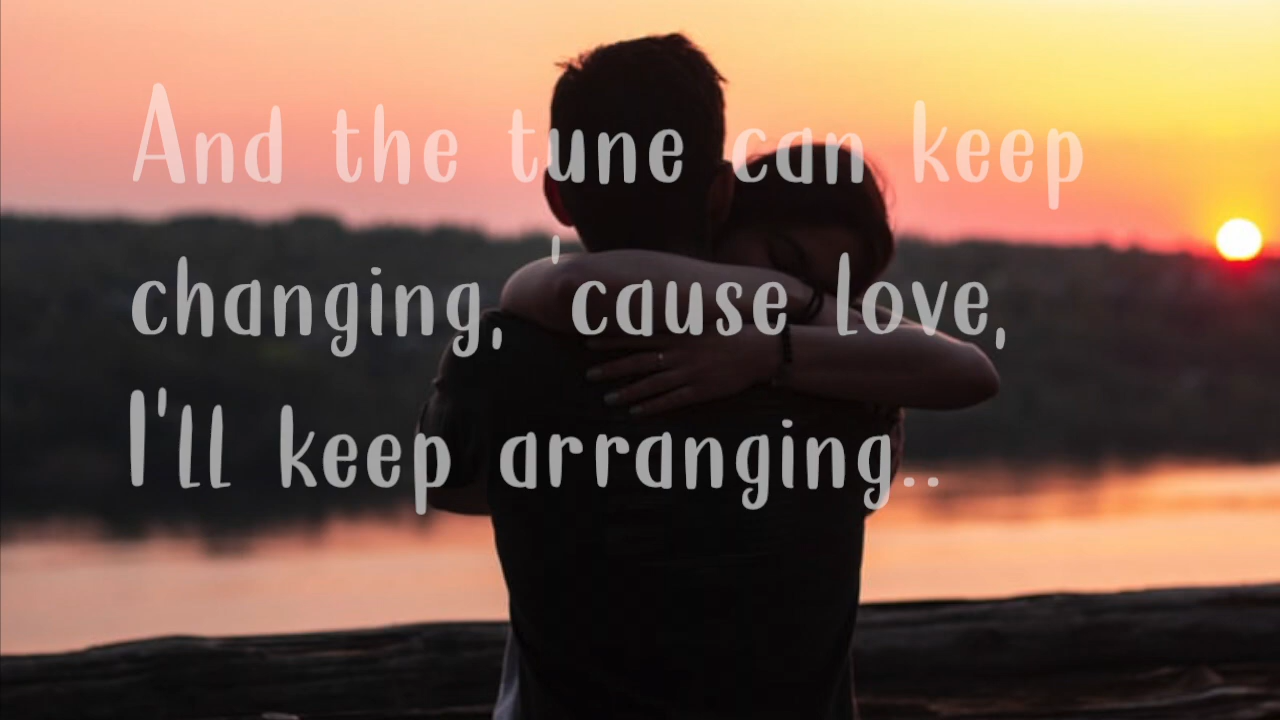 And the tune can keep
changing, 'cause love,
I'll keep arranging..